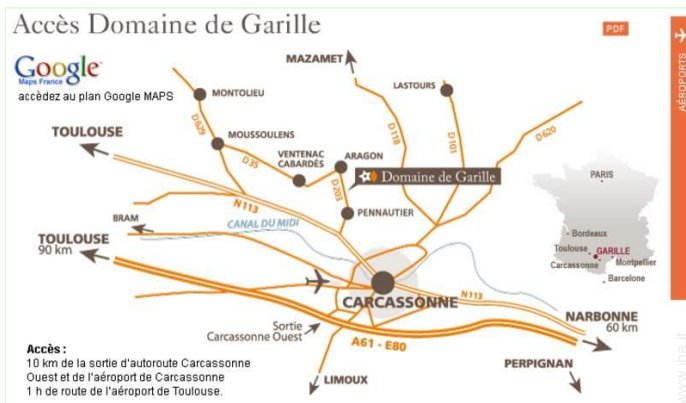 Accès Domaine de Garille
PDF
AÉROPORTS
Google
Maps France
accèdez au plan Google MAPS
MAZAMET
LASTOURS
MONTOLIEU
D629
MOUSSOULENS
TOULOUSE
D118
D101
D620
D35
VENTENAC
CABARDÈS
ARAGON
Domaine de Garille
D203
PENNAUTIER
N113
CANAL DU MIDI
BRAM
TOULOUSE
90 km
PARIS
Bordeaux
Toulouse
GARILLE
Carcassonne
Montpellier
Barcelone
CARCASSONNE
N113
NARBONNE
60 km
Sortie
Carcassonne Ouest
A61 - E80
PERPIGNAN
LIMOUX
Accès :
10 km de la sortie d'autoroute Carcassonne
Ouest et de l'aéroport de Carcassonne
1 h de route de l'aéroport de Toulouse.
www.iha.it